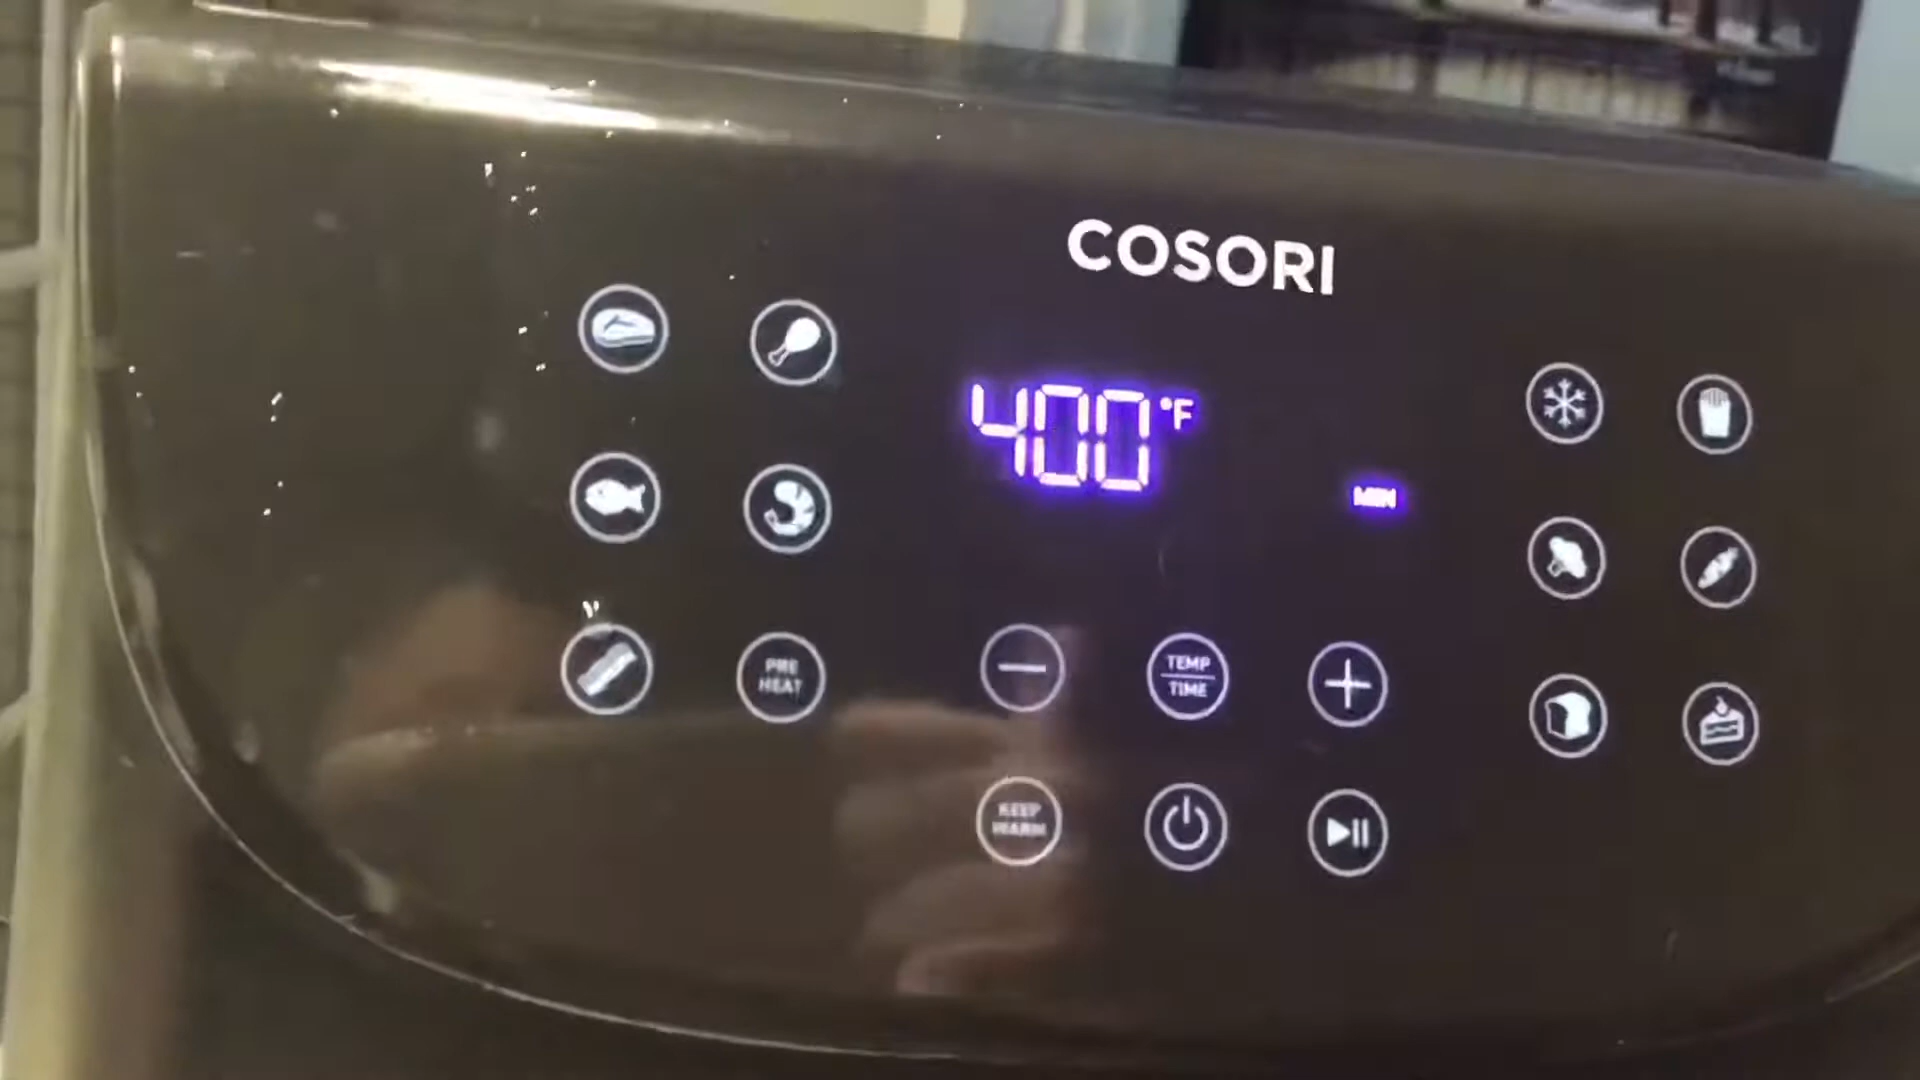 COSORI
400°F
MIN
PRE
HEAT
TEMP
TIME
KEEP
WARM